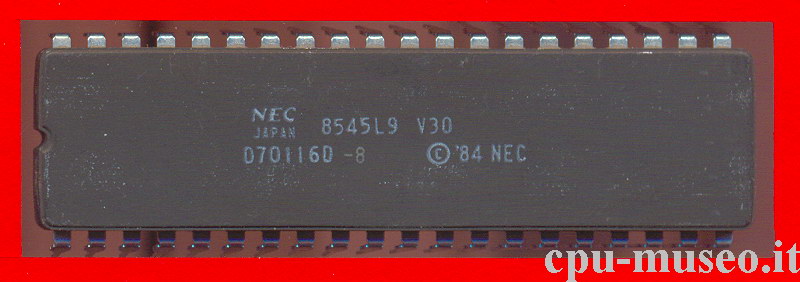 NEC 8545L9 V30
JAPAN
D70116D -8 © '84 NEC
cpu-museo.it